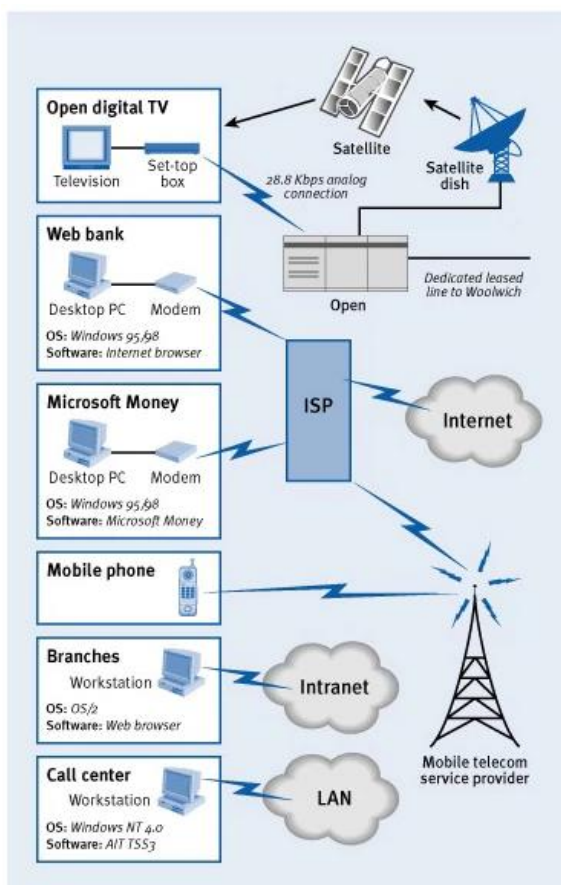 Open digital TV
Television
Set-top
box
Satellite
Satellite
dish
28.8 Kbps analog
connection
Open
Dedicated leased
line to Woolwich
Web bank
Desktop PC
Modem
OS: Windows 95/98
Software: Internet browser
ISP
Internet
Microsoft Money
Desktop PC
Modem
OS: Windows 95/98
Software: Microsoft Money
Mobile phone
Branches
Workstation
OS: OS/2
Software: Web browser
Intranet
Mobile telecom
service provider
Call center
Workstation
OS: Windows NT 4.0
Software: AIT TSS3
LAN